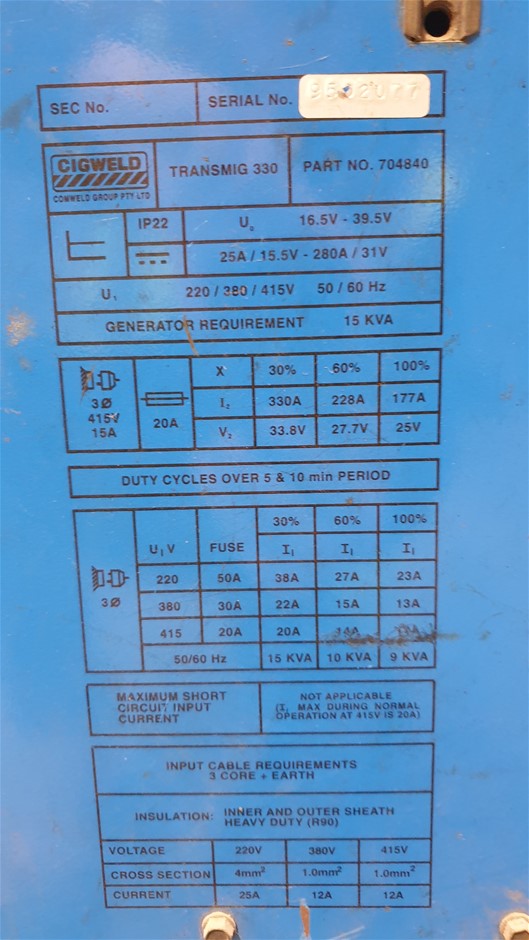 SEC No.
SERIAL No. 9502077
CIGWELD
COMWELD GROUP PTY LTD
TRANSMIG 330
PART NO. 704840
IP22
U₀ 16.5V - 39.5V
25A / 15.5V - 280A / 31V
U₁ 220 / 380 / 415V 50 / 60 Hz
GENERATOR REQUIREMENT 15 KVA
3Ø
415V
15A
20A
X 30% 60% 100%
I₂ 330A 228A 177A
V₂ 33.8V 27.7V 25V
DUTY CYCLES OVER 5 & 10 min PERIOD
3Ø
U₁V FUSE 30% 60% 100%
I₁ I₁ I₁
220 50A 38A 27A 23A
380 30A 22A 15A 13A
415 20A 20A
50/60 Hz 15 KVA 10 KVA 9 KVA
MAXIMUM SHORT
CIRCUIT INPUT
CURRENT
NOT APPLICABLE
(I₁ MAX DURING NORMAL
OPERATION AT 415V IS 20A)
INPUT CABLE REQUIREMENTS
3 CORE + EARTH
INSULATION: INNER AND OUTER SHEATH
HEAVY DUTY (R90)
VOLTAGE 220V 380V 415V
CROSS SECTION 4mm² 1.0mm² 1.0mm²
CURRENT 25A 12A 12A